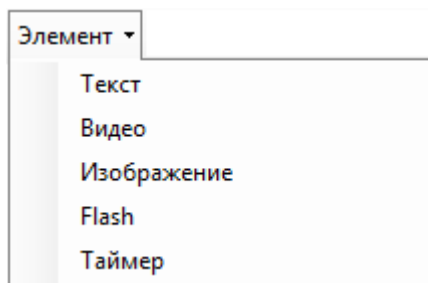 Элемент
Текст
Видео
Изображение
Flash
Таймер